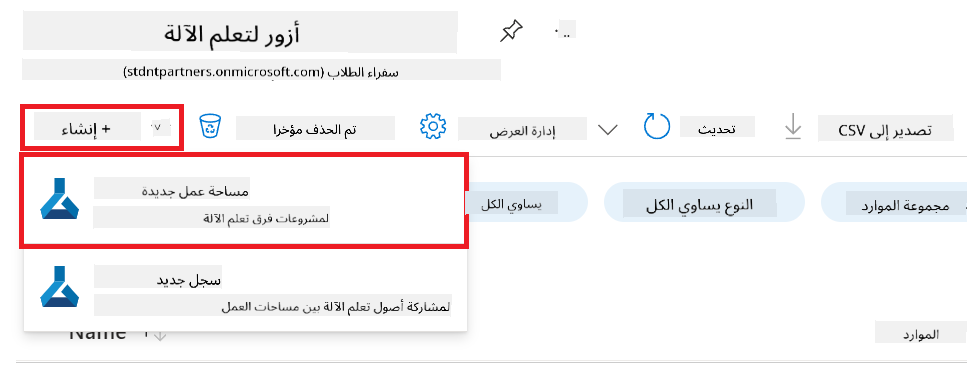 أزور لتعلم الآلة
سفراء الطلاب (stdntpartners.onmicrosoft.com)
+ إنشاء
تم الحذف مؤخرا
إدارة العرض
تحديث
تصدير إلى CSV
مساحة عمل جديدة
لمشروعات فرق تعلم الآلة
يساوي الكل
النوع يساوي الكل
مجموعة الموارد
سجل جديد
لمشاركة أصول تعلم الآلة بين مساحات العمل
Name
الموارد